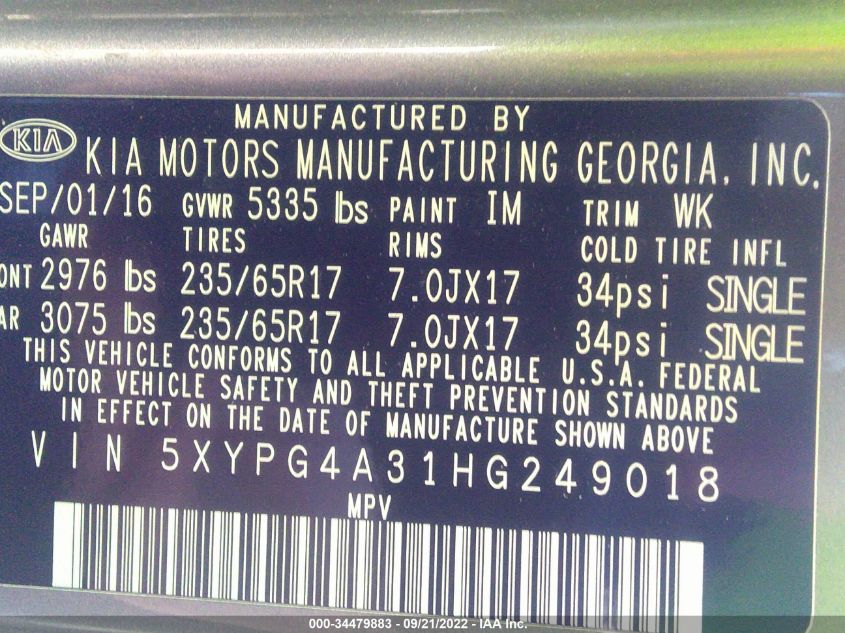 MANUFACTURED BY
KIA KIA MOTORS MANUFACTURING GEORGIA, INC.
SEP/01/16 GVWR 5335 lbs PAINT IM TRIM WK
GAWR TIRES RIMS COLD TIRE INFL
ONT 2976 lbs 235/65R17 7.0JX17 34psi SINGLE
AR 3075 lbs 235/65R17 7.0JX17 34psi SINGLE
THIS VEHICLE CONFORMS TO ALL APPLICABLE U.S.A. FEDERAL
MOTOR VEHICLE SAFETY AND THEFT PREVENTION STANDARDS
IN EFFECT ON THE DATE OF MANUFACTURE SHOWN ABOVE
VIN 5XYPG4A31HG249018
MPV
000-34479883 - 09/21/2022 - IAA Inc.